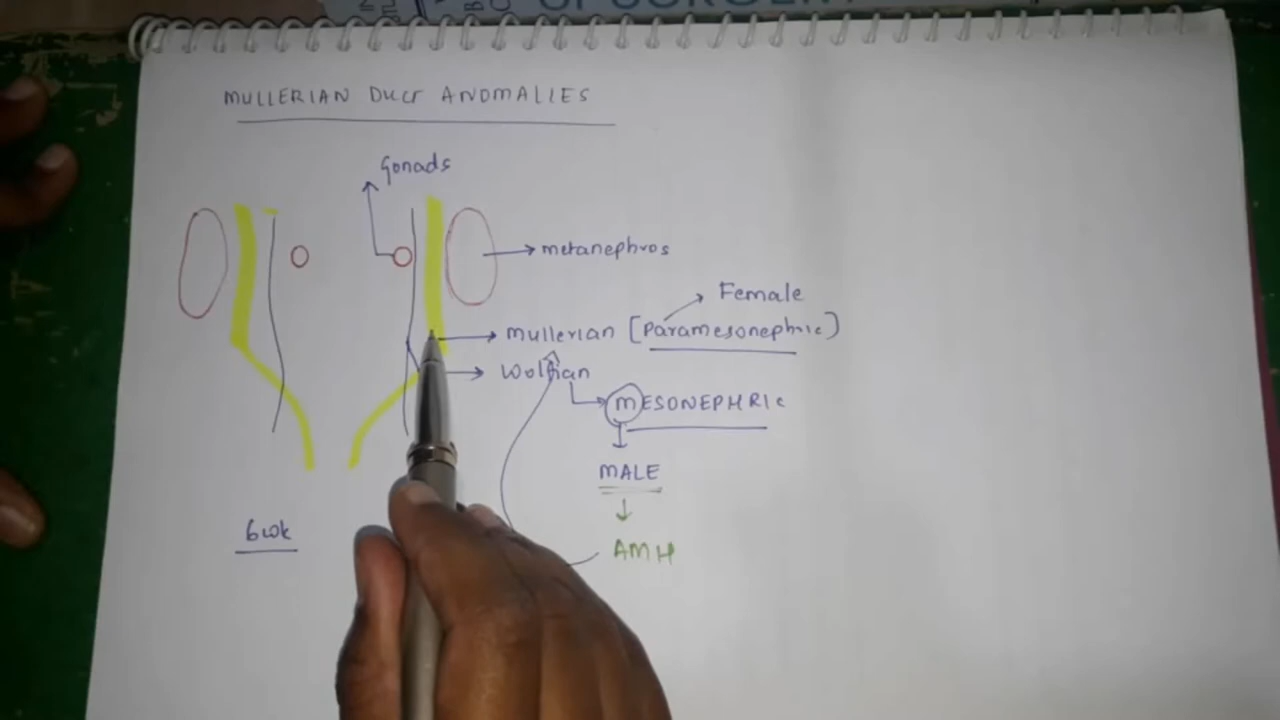 MULLERIAN DUCT ANOMALIES
Gonads
metanephros
Female
mullerian [Paramesonephric)
Wolfian
MESONEPHRIC
MALE
AMH
6wk